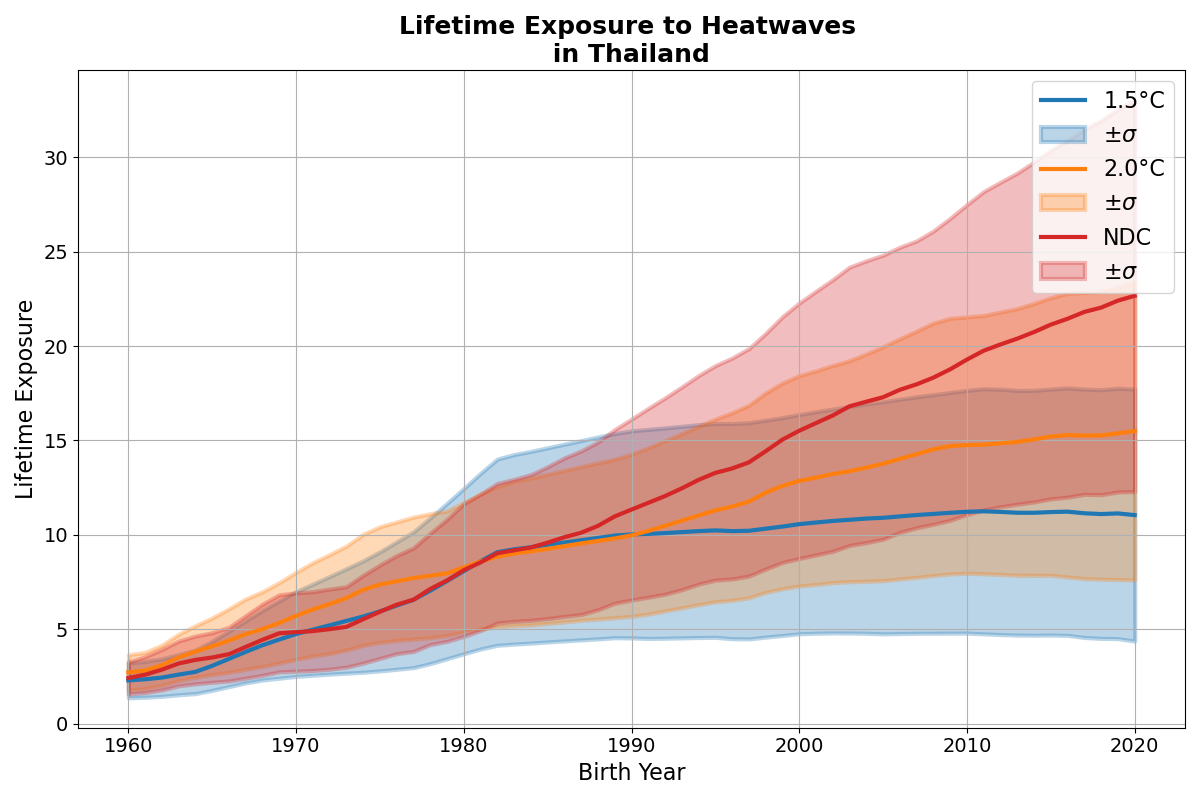 Lifetime Exposure to Heatwaves
in Thailand
1.5°C
±σ
2.0°C
±σ
NDC
±σ
Lifetime Exposure
30
25
20
15
10
5
0
1960
1970
1980
1990
2000
2010
2020
Birth Year